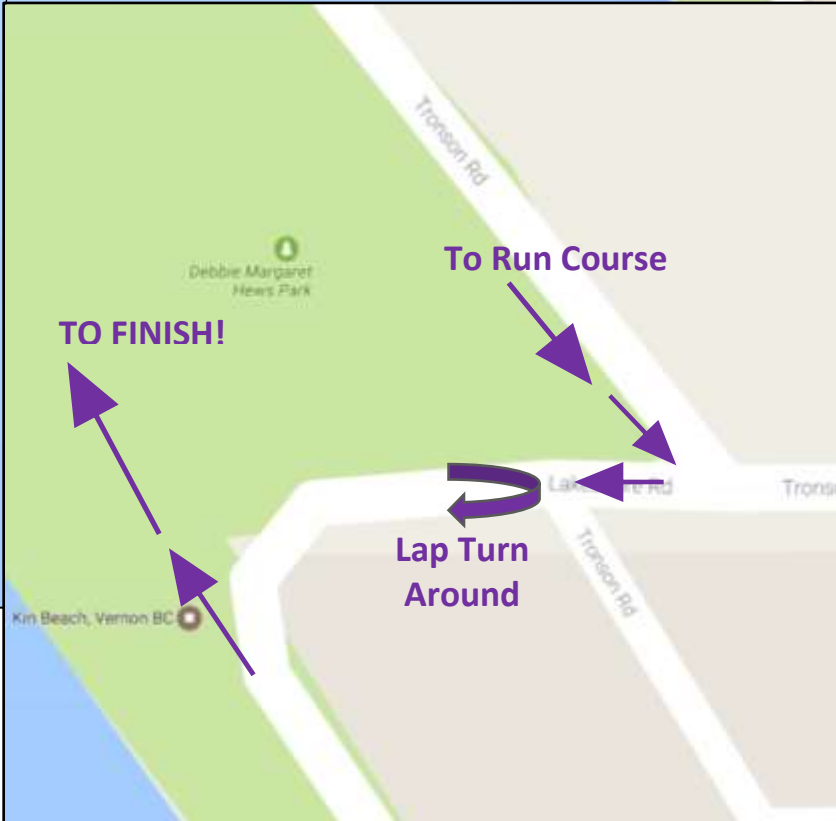 Tronson Rd
To Run Course
Debbie Margaret
Hews Park
TO FINISH!
Rd
Lap Turn
Around
Tronson Rd
Kin Beach, Vernon BC